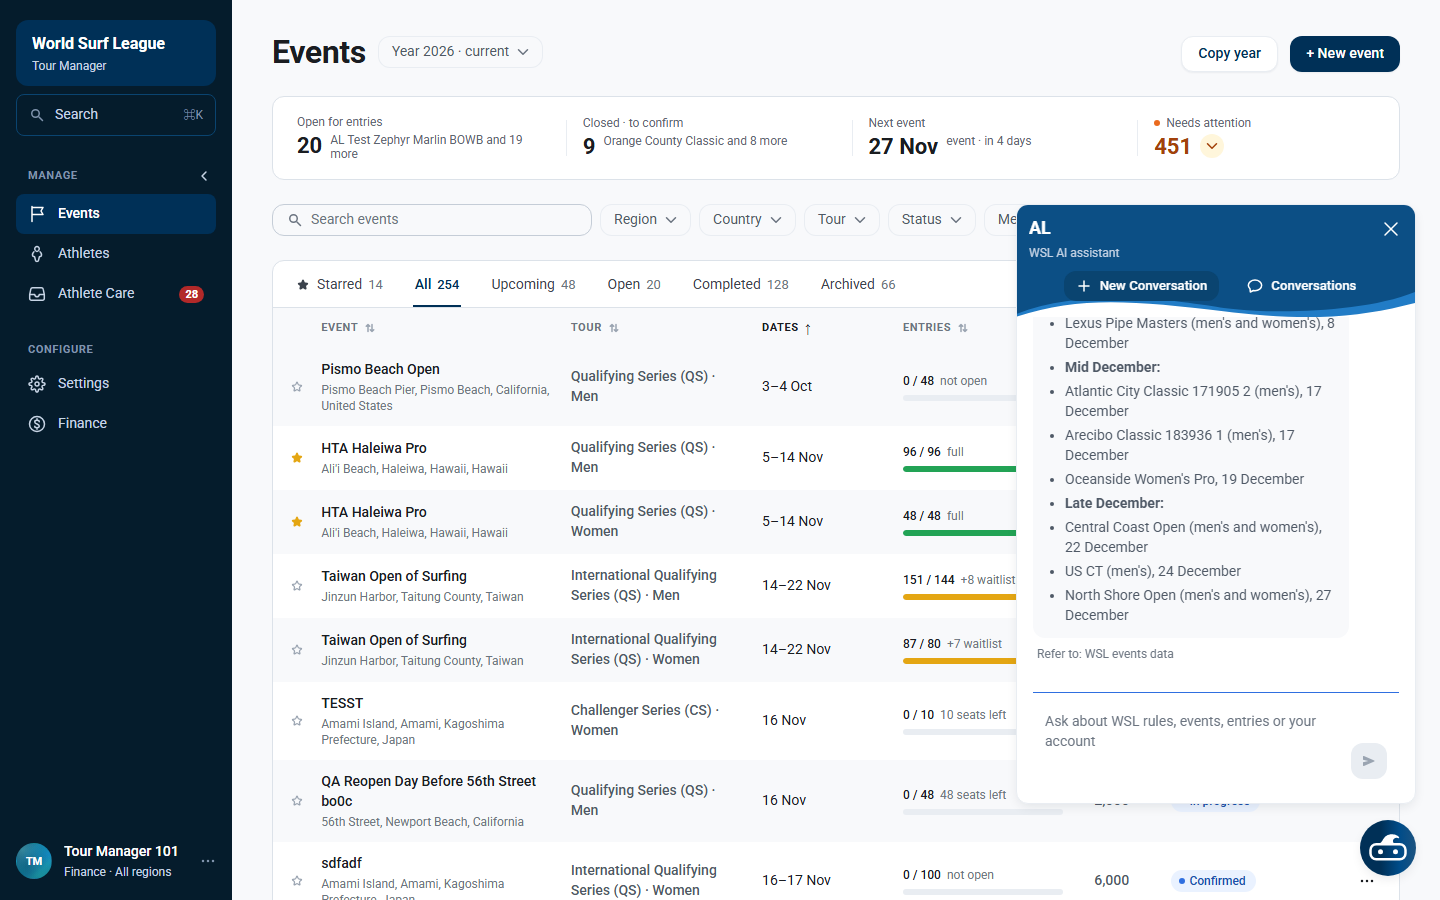 World Surf League
Tour Manager
Search
⌘K
MANAGE
Events
Athletes
Athlete Care
28
CONFIGURE
Settings
Finance
TM
Tour Manager 101
Finance · All regions
Events
Year 2026 · current
Copy year
+ New event
Open for entries
20 AL Test Zephyr Marlin BOWB and 19
more
Closed · to confirm
9 Orange County Classic and 8 more
Next event
27 Nov event · in 4 days
Needs attention
451
Search events
Region
Country
Tour
Status
Me
Starred 14
All 254
Upcoming 48
Open 20
Completed 128
Archived 66
EVENT
TOUR
DATES ↑
ENTRIES
Pismo Beach Open
Pismo Beach Pier, Pismo Beach, California,
United States
Qualifying Series (QS) ·
Men
3–4 Oct
0 / 48 not open
HTA Haleiwa Pro
Ali'i Beach, Haleiwa, Hawaii, Hawaii
Qualifying Series (QS) ·
Men
5–14 Nov
96 / 96 full
HTA Haleiwa Pro
Ali'i Beach, Haleiwa, Hawaii, Hawaii
Qualifying Series (QS) ·
Women
5–14 Nov
48 / 48 full
Taiwan Open of Surfing
Jinzun Harbor, Taitung County, Taiwan
International Qualifying
Series (QS) · Men
14–22 Nov
151 / 144 +8 waitlist
Taiwan Open of Surfing
Jinzun Harbor, Taitung County, Taiwan
International Qualifying
Series (QS) · Women
14–22 Nov
87 / 80 +7 waitlist
TESST
Amami Island, Amami, Kagoshima
Prefecture, Japan
Challenger Series (CS) ·
Women
16 Nov
0 / 10 10 seats left
QA Reopen Day Before 56th Street
bo0c
56th Street, Newport Beach, California
Qualifying Series (QS) ·
Men
16 Nov
0 / 48 48 seats left
sdfadf
Amami Island, Amami, Kagoshima
Prefecture, Japan
International Qualifying
Series (QS) · Women
16–17 Nov
0 / 100 not open
6,000
Confirmed
AL
WSL AI assistant
+ New Conversation
Conversations
• Lexus Pipe Masters (men's and women's), 8
December
• Mid December:
• Atlantic City Classic 171905 2 (men's), 17
December
• Arecibo Classic 183936 1 (men's), 17
December
• Oceanside Women's Pro, 19 December
• Late December:
• Central Coast Open (men's and women's),
22 December
• US CT (men's), 24 December
• North Shore Open (men's and women's), 27
December
Refer to: WSL events data
Ask about WSL rules, events, entries or your
account